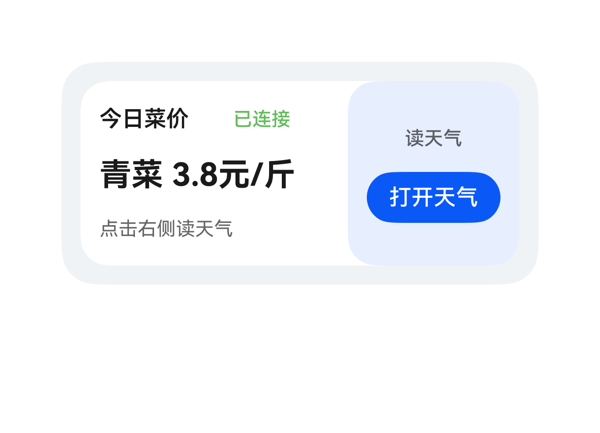 今日菜价 已连接
青菜 3.8元/斤
点击右侧读天气
读天气
打开天气